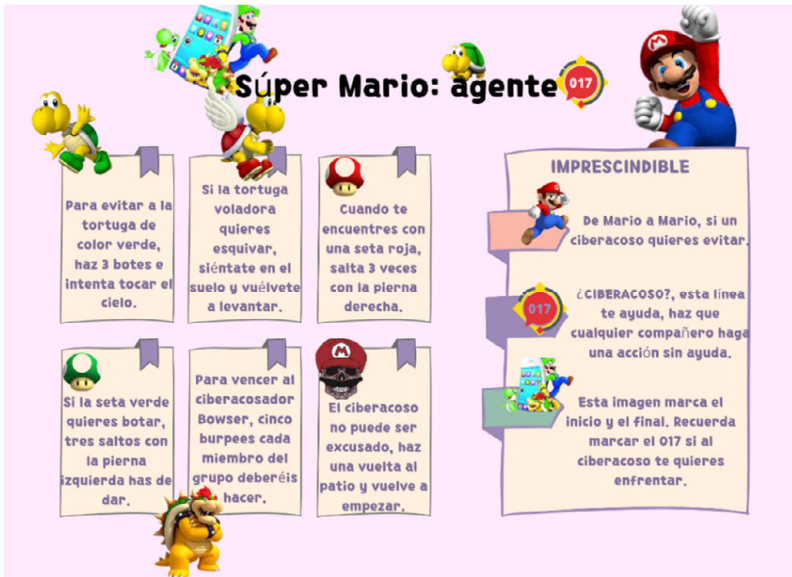 Súper Mario: agente
017
Para evitar a la
tortuga de
color verde,
haz 3 botes e
intenta tocar el
cielo.
Si la tortuga
voladora
quieres
esquivar,
siéntate en el
suelo y vuélvete
a levantar.
Cuando te
encuentres con
una seta roja,
salta 3 veces
con la pierna
derecha.
Si la seta verde
quieres botar,
tres saltos con
la pierna
izquierda has de
dar.
Para vencer al
ciberacosador
Bowser, cinco
burpees cada
miembro del
grupo deberéis
hacer.
El ciberacoso
no puede ser
excusado, haz
una vuelta al
patio y vuelve a
empezar.
IMPRESCINDIBLE
De Mario a Mario, si un
ciberacoso quieres evitar.
017
¿CIBERACOSO?, esta línea
te ayuda, haz que
cualquier compañero haga
una acción sin ayuda.
Esta imagen marca el
inicio y el final. Recuerda
marcar el 017 si al
ciberacoso te quieres
enfrentar.